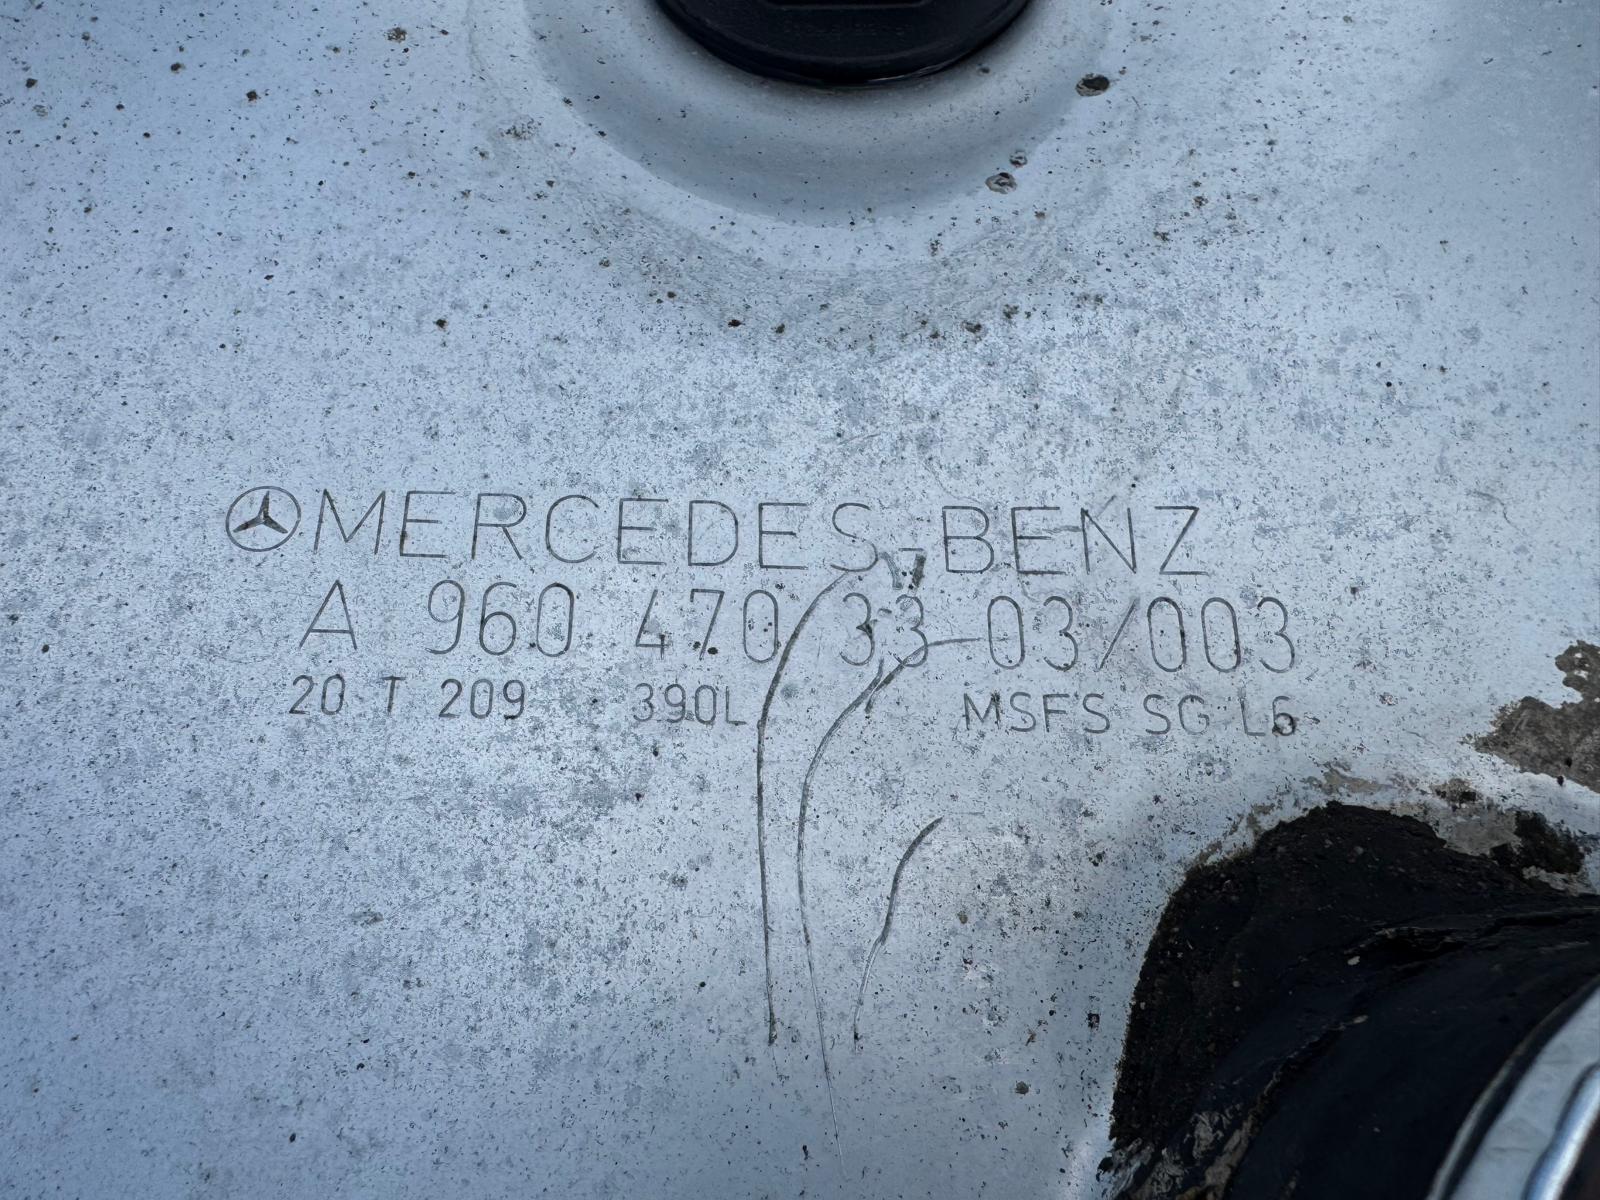 MERCEDES-BENZ
A 960 470 33 03/003
20 T 209 390L MSFS SG L6